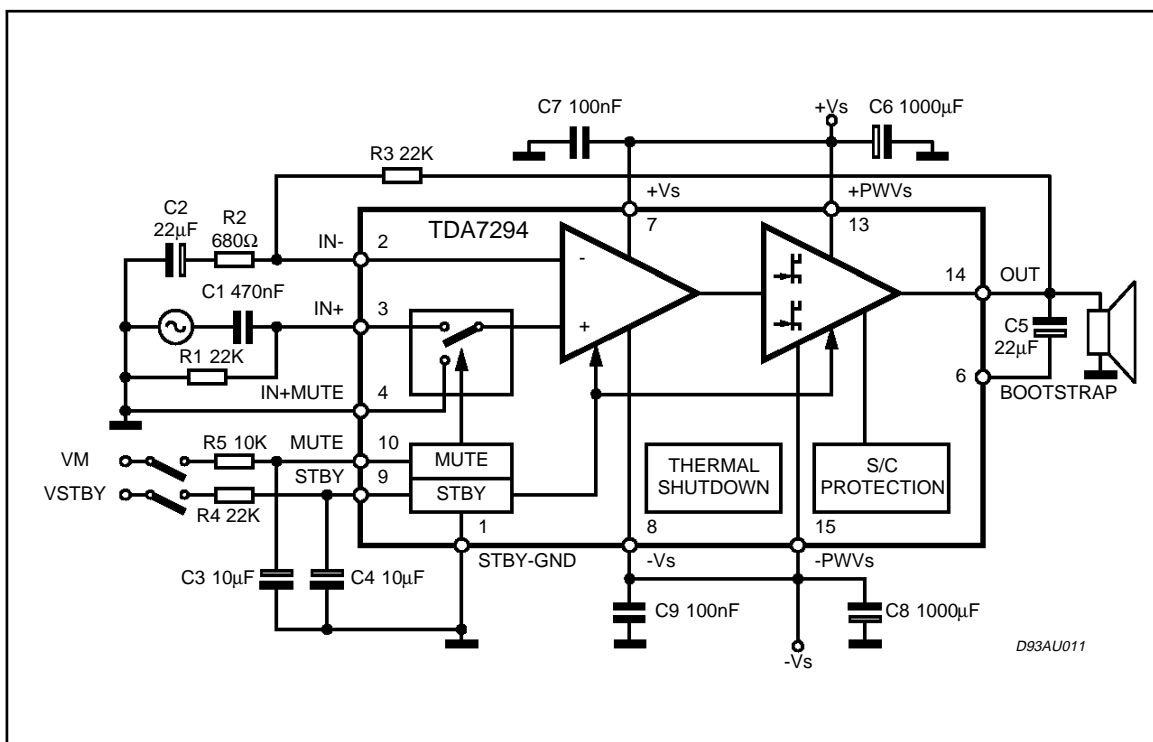 C7 100nF
+Vs
C6 1000µF
R3 22K
+Vs
+PWVs
C2
22µF
R2
680Ω
IN-
2
TDA7294
7
13
-
14
OUT
C1 470nF
IN+
3
+
C5
22µF
R1 22K
6
IN+MUTE
4
BOOTSTRAP
VM
R5 10K
MUTE
10
MUTE
THERMAL
SHUTDOWN
S/C
PROTECTION
VSTBY
R4 22K
STBY
9
STBY
1
8
15
STBY-GND
-Vs
-PWVs
C3 10µF
C4 10µF
C9 100nF
C8 1000µF
-Vs
D93AU011